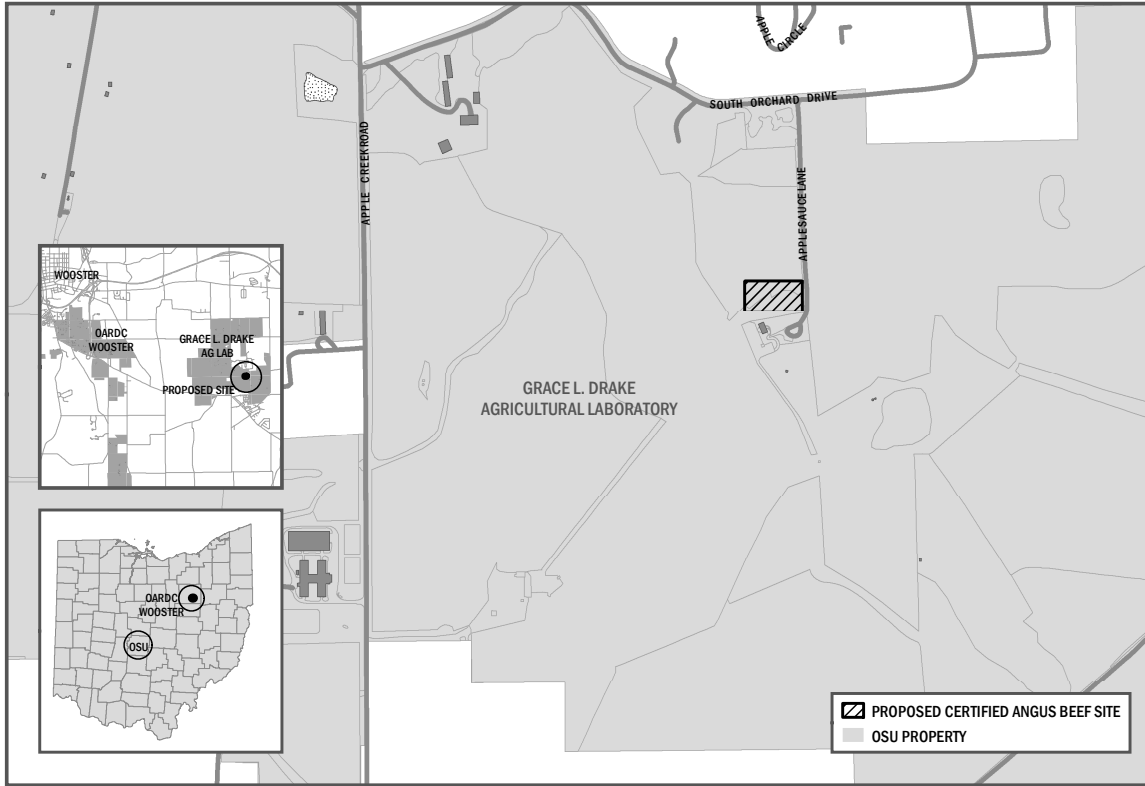 APPLE CIRCLE
SOUTH ORCHARD DRIVE
APPLE CREEK ROAD
APPLESAUCE LANE
WOOSTER
OARDC
WOOSTER
GRACE L. DRAKE
AG LAB
PROPOSED SITE
GRACE L. DRAKE
AGRICULTURAL LABORATORY
OARDC
WOOSTER
OSU
PROPOSED CERTIFIED ANGUS BEEF SITE
OSU PROPERTY